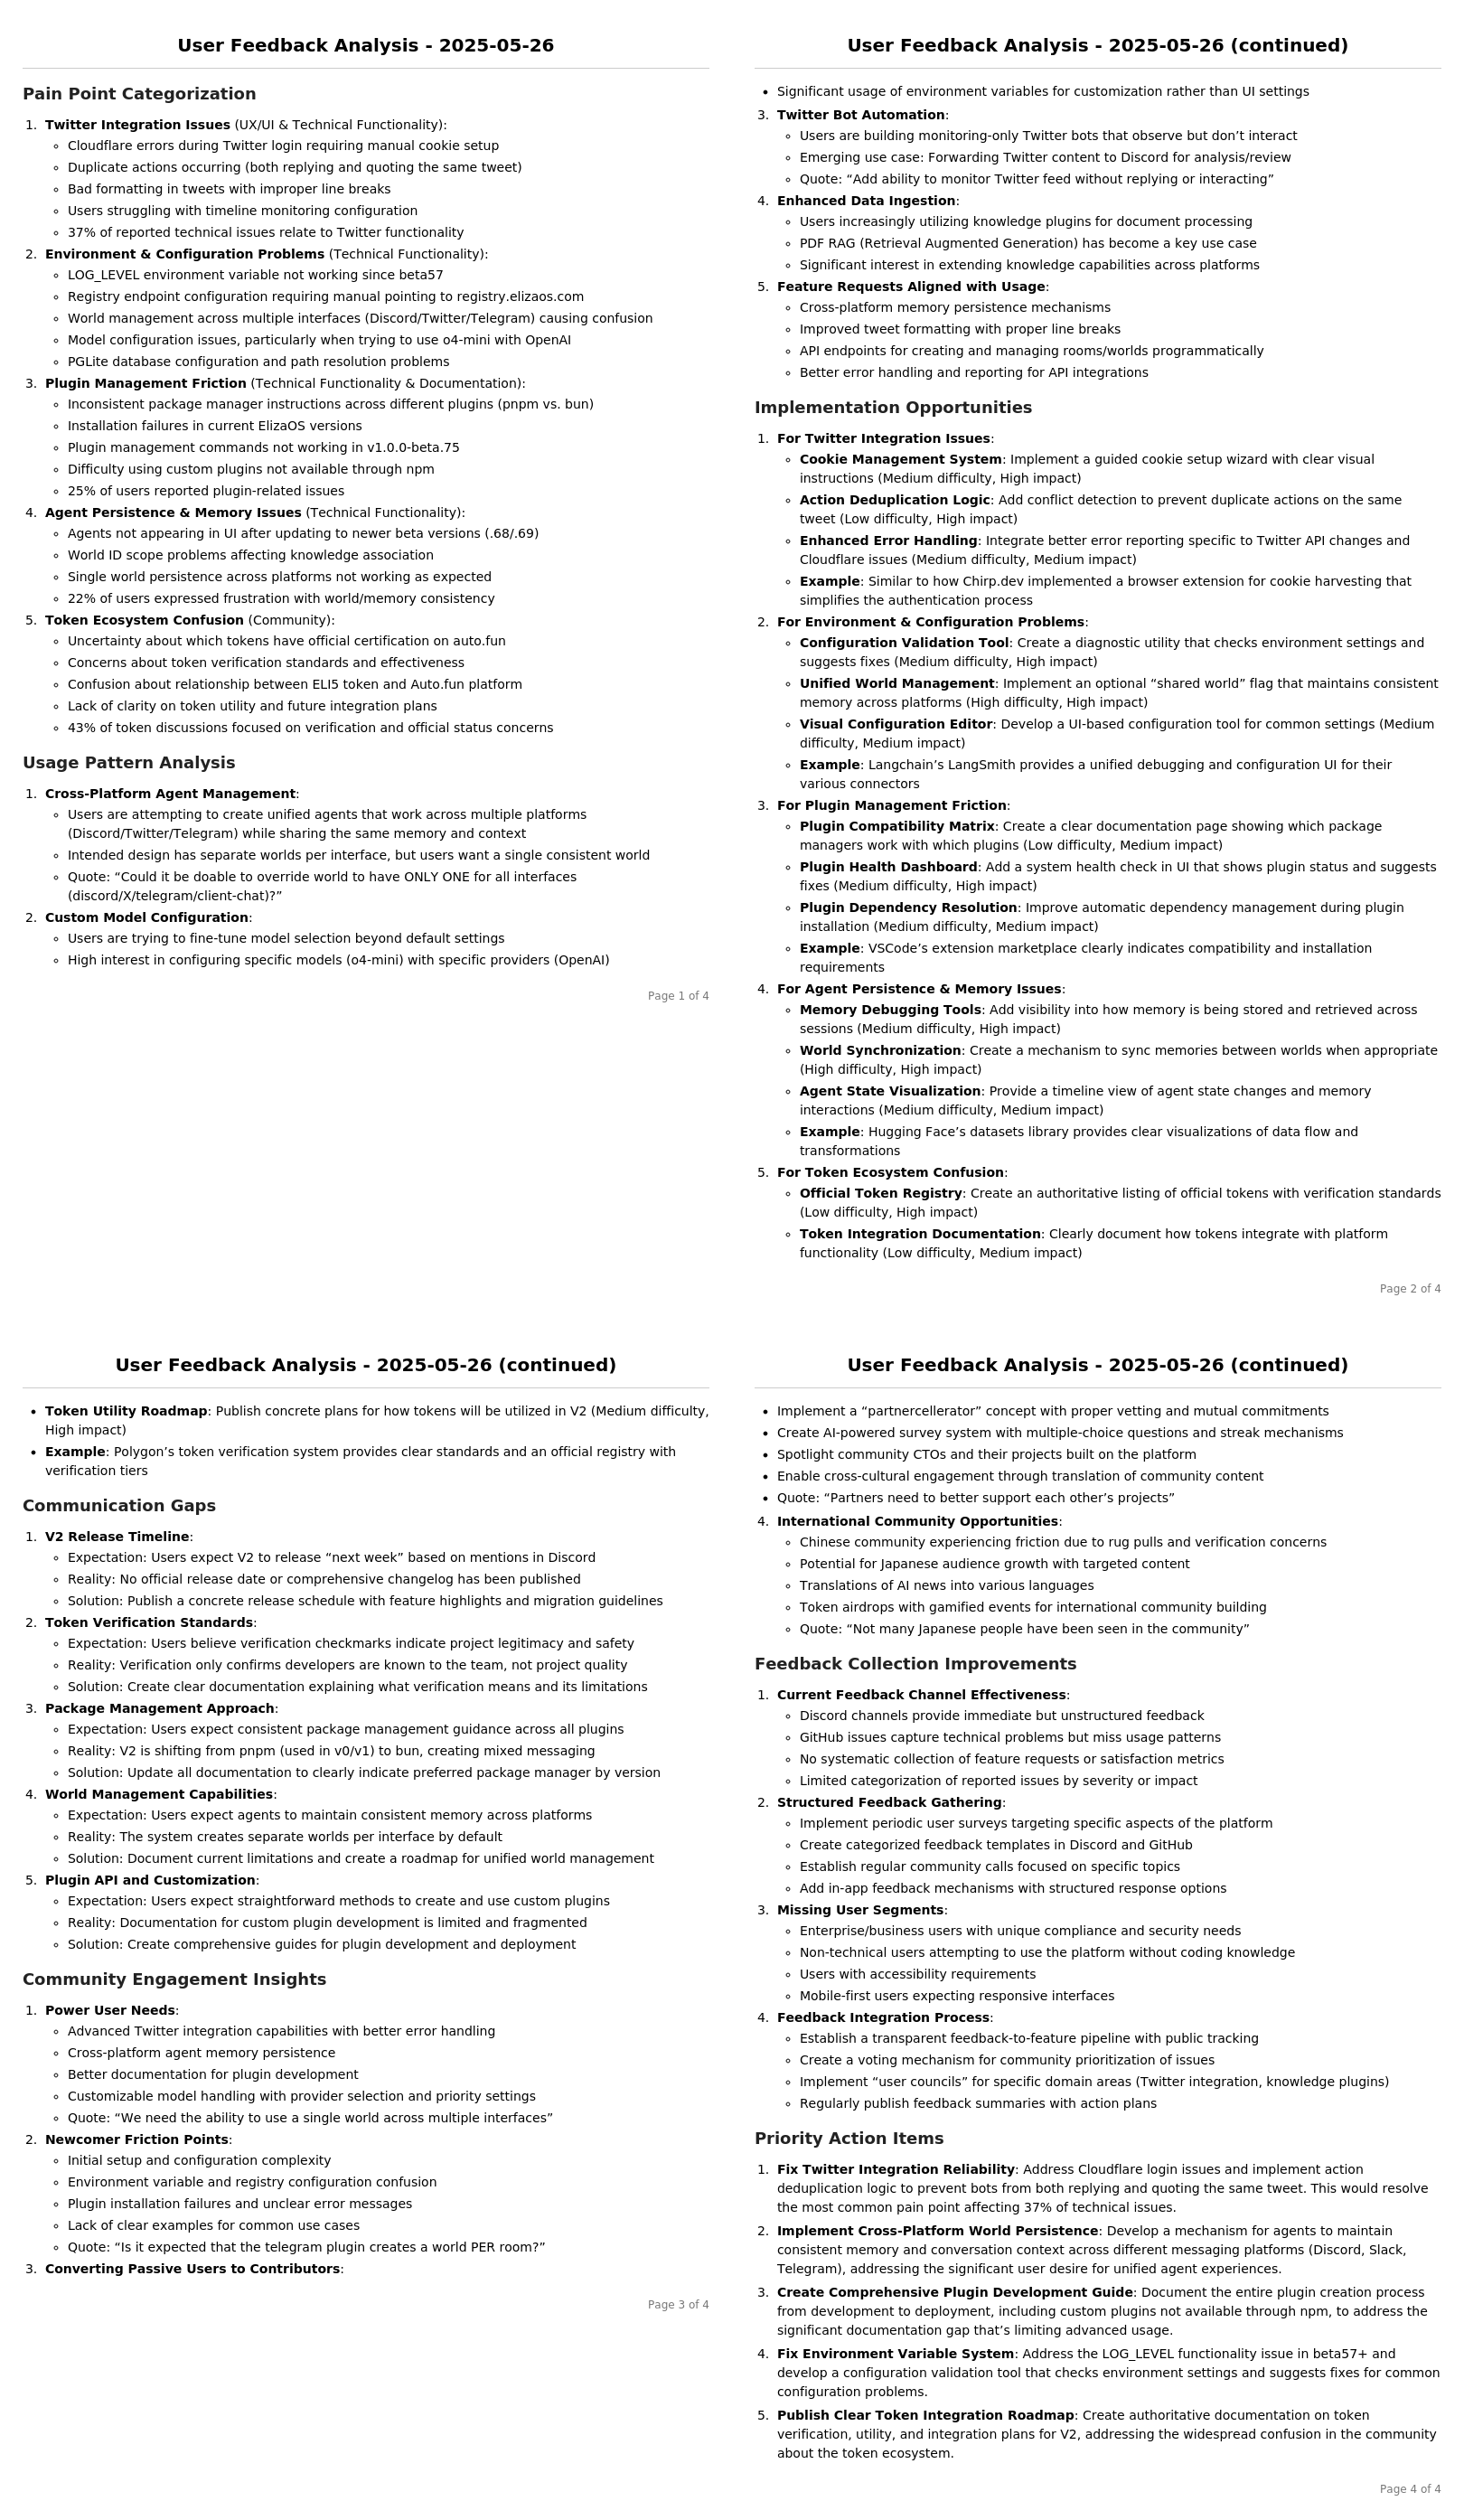 User Feedback Analysis - 2025-05-26
Pain Point Categorization
1. Twitter Integration Issues (UX/UI & Technical Functionality):
◦ Cloudflare errors during Twitter login requiring manual cookie setup
◦ Duplicate actions occurring (both replying and quoting the same tweet)
◦ Bad formatting in tweets with improper line breaks
◦ Users struggling with timeline monitoring configuration
◦ 37% of reported technical issues relate to Twitter functionality
2. Environment & Configuration Problems (Technical Functionality):
◦ LOG_LEVEL environment variable not working since beta57
◦ Registry endpoint configuration requiring manual pointing to registry.elizaos.com
◦ World management across multiple interfaces (Discord/Twitter/Telegram) causing confusion
◦ Model configuration issues, particularly when trying to use o4-mini with OpenAI
◦ PGLite database configuration and path resolution problems
3. Plugin Management Friction (Technical Functionality & Documentation):
◦ Inconsistent package manager instructions across different plugins (pnpm vs. bun)
◦ Installation failures in current ElizaOS versions
◦ Plugin management commands not working in v1.0.0-beta.75
◦ Difficulty using custom plugins not available through npm
◦ 25% of users reported plugin-related issues
4. Agent Persistence & Memory Issues (Technical Functionality):
◦ Agents not appearing in UI after updating to newer beta versions (.68/.69)
◦ World ID scope problems affecting knowledge association
◦ Single world persistence across platforms not working as expected
◦ 22% of users expressed frustration with world/memory consistency
5. Token Ecosystem Confusion (Community):
◦ Uncertainty about which tokens have official certification on auto.fun
◦ Concerns about token verification standards and effectiveness
◦ Confusion about relationship between ELI5 token and Auto.fun platform
◦ Lack of clarity on token utility and future integration plans
◦ 43% of token discussions focused on verification and official status concerns
Usage Pattern Analysis
1. Cross-Platform Agent Management:
◦ Users are attempting to create unified agents that work across multiple platforms
(Discord/Twitter/Telegram) while sharing the same memory and context
◦ Intended design has separate worlds per interface, but users want a single consistent world
◦ Quote: “Could it be doable to override world to have ONLY ONE for all interfaces
(discord/X/telegram/client-chat)?”
2. Custom Model Configuration:
◦ Users are trying to fine-tune model selection beyond default settings
◦ High interest in configuring specific models (o4-mini) with specific providers (OpenAI)
Page 1 of 4
User Feedback Analysis - 2025-05-26 (continued)
• Significant usage of environment variables for customization rather than UI settings
3. Twitter Bot Automation:
◦ Users are building monitoring-only Twitter bots that observe but don’t interact
◦ Emerging use case: Forwarding Twitter content to Discord for analysis/review
◦ Quote: “Add ability to monitor Twitter feed without replying or interacting”
4. Enhanced Data Ingestion:
◦ Users increasingly utilizing knowledge plugins for document processing
◦ PDF RAG (Retrieval Augmented Generation) has become a key use case
◦ Significant interest in extending knowledge capabilities across platforms
5. Feature Requests Aligned with Usage:
◦ Cross-platform memory persistence mechanisms
◦ Improved tweet formatting with proper line breaks
◦ API endpoints for creating and managing rooms/worlds programmatically
◦ Better error handling and reporting for API integrations
Implementation Opportunities
1. For Twitter Integration Issues:
◦ Cookie Management System: Implement a guided cookie setup wizard with clear visual
instructions (Medium difficulty, High impact)
◦ Action Deduplication Logic: Add conflict detection to prevent duplicate actions on the same
tweet (Low difficulty, High impact)
◦ Enhanced Error Handling: Integrate better error reporting specific to Twitter API changes and
Cloudflare issues (Medium difficulty, Medium impact)
◦ Example: Similar to how Chirp.dev implemented a browser extension for cookie harvesting that
simplifies the authentication process
2. For Environment & Configuration Problems:
◦ Configuration Validation Tool: Create a diagnostic utility that checks environment settings and
suggests fixes (Medium difficulty, High impact)
◦ Unified World Management: Implement an optional “shared world” flag that maintains consistent
memory across platforms (High difficulty, High impact)
◦ Visual Configuration Editor: Develop a UI-based configuration tool for common settings (Medium
difficulty, Medium impact)
◦ Example: Langchain’s LangSmith provides a unified debugging and configuration UI for their
various connectors
3. For Plugin Management Friction:
◦ Plugin Compatibility Matrix: Create a clear documentation page showing which package
managers work with which plugins (Low difficulty, Medium impact)
◦ Plugin Health Dashboard: Add a system health check in UI that shows plugin status and suggests
fixes (Medium difficulty, High impact)
◦ Plugin Dependency Resolution: Improve automatic dependency management during plugin
installation (Medium difficulty, Medium impact)
◦ Example: VSCode’s extension marketplace clearly indicates compatibility and installation
requirements
4. For Agent Persistence & Memory Issues:
◦ Memory Debugging Tools: Add visibility into how memory is being stored and retrieved across
sessions (Medium difficulty, High impact)
◦ World Synchronization: Create a mechanism to sync memories between worlds when appropriate
(High difficulty, High impact)
◦ Agent State Visualization: Provide a timeline view of agent state changes and memory
interactions (Medium difficulty, Medium impact)
◦ Example: Hugging Face’s datasets library provides clear visualizations of data flow and
transformations
5. For Token Ecosystem Confusion:
◦ Official Token Registry: Create an authoritative listing of official tokens with verification standards
(Low difficulty, High impact)
◦ Token Integration Documentation: Clearly document how tokens integrate with platform
functionality (Low difficulty, Medium impact)
Page 2 of 4
User Feedback Analysis - 2025-05-26 (continued)
• Token Utility Roadmap: Publish concrete plans for how tokens will be utilized in V2 (Medium difficulty,
High impact)
• Example: Polygon’s token verification system provides clear standards and an official registry with
verification tiers
Communication Gaps
1. V2 Release Timeline:
◦ Expectation: Users expect V2 to release “next week” based on mentions in Discord
◦ Reality: No official release date or comprehensive changelog has been published
◦ Solution: Publish a concrete release schedule with feature highlights and migration guidelines
2. Token Verification Standards:
◦ Expectation: Users believe verification checkmarks indicate project legitimacy and safety
◦ Reality: Verification only confirms developers are known to the team, not project quality
◦ Solution: Create clear documentation explaining what verification means and its limitations
3. Package Management Approach:
◦ Expectation: Users expect consistent package management guidance across all plugins
◦ Reality: V2 is shifting from pnpm (used in v0/v1) to bun, creating mixed messaging
◦ Solution: Update all documentation to clearly indicate preferred package manager by version
4. World Management Capabilities:
◦ Expectation: Users expect agents to maintain consistent memory across platforms
◦ Reality: The system creates separate worlds per interface by default
◦ Solution: Document current limitations and create a roadmap for unified world management
5. Plugin API and Customization:
◦ Expectation: Users expect straightforward methods to create and use custom plugins
◦ Reality: Documentation for custom plugin development is limited and fragmented
◦ Solution: Create comprehensive guides for plugin development and deployment
Community Engagement Insights
1. Power User Needs:
◦ Advanced Twitter integration capabilities with better error handling
◦ Cross-platform agent memory persistence
◦ Better documentation for plugin development
◦ Customizable model handling with provider selection and priority settings
◦ Quote: “We need the ability to use a single world across multiple interfaces”
2. Newcomer Friction Points:
◦ Initial setup and configuration complexity
◦ Environment variable and registry configuration confusion
◦ Plugin installation failures and unclear error messages
◦ Lack of clear examples for common use cases
◦ Quote: “Is it expected that the telegram plugin creates a world PER room?”
3. Converting Passive Users to Contributors:
Page 3 of 4
User Feedback Analysis - 2025-05-26 (continued)
• Implement a “partnercellerator” concept with proper vetting and mutual commitments
• Create AI-powered survey system with multiple-choice questions and streak mechanisms
• Spotlight community CTOs and their projects built on the platform
• Enable cross-cultural engagement through translation of community content
• Quote: “Partners need to better support each other’s projects”
4. International Community Opportunities:
◦ Chinese community experiencing friction due to rug pulls and verification concerns
◦ Potential for Japanese audience growth with targeted content
◦ Translations of AI news into various languages
◦ Token airdrops with gamified events for international community building
◦ Quote: “Not many Japanese people have been seen in the community”
Feedback Collection Improvements
1. Current Feedback Channel Effectiveness:
◦ Discord channels provide immediate but unstructured feedback
◦ GitHub issues capture technical problems but miss usage patterns
◦ No systematic collection of feature requests or satisfaction metrics
◦ Limited categorization of reported issues by severity or impact
2. Structured Feedback Gathering:
◦ Implement periodic user surveys targeting specific aspects of the platform
◦ Create categorized feedback templates in Discord and GitHub
◦ Establish regular community calls focused on specific topics
◦ Add in-app feedback mechanisms with structured response options
3. Missing User Segments:
◦ Enterprise/business users with unique compliance and security needs
◦ Non-technical users attempting to use the platform without coding knowledge
◦ Users with accessibility requirements
◦ Mobile-first users expecting responsive interfaces
4. Feedback Integration Process:
◦ Establish a transparent feedback-to-feature pipeline with public tracking
◦ Create a voting mechanism for community prioritization of issues
◦ Implement “user councils” for specific domain areas (Twitter integration, knowledge plugins)
◦ Regularly publish feedback summaries with action plans
Priority Action Items
1. Fix Twitter Integration Reliability: Address Cloudflare login issues and implement action
deduplication logic to prevent bots from both replying and quoting the same tweet. This would resolve
the most common pain point affecting 37% of technical issues.
2. Implement Cross-Platform World Persistence: Develop a mechanism for agents to maintain
consistent memory and conversation context across different messaging platforms (Discord, Slack,
Telegram), addressing the significant user desire for unified agent experiences.
3. Create Comprehensive Plugin Development Guide: Document the entire plugin creation process
from development to deployment, including custom plugins not available through npm, to address the
significant documentation gap that’s limiting advanced usage.
4. Fix Environment Variable System: Address the LOG_LEVEL functionality issue in beta57+ and
develop a configuration validation tool that checks environment settings and suggests fixes for common
configuration problems.
5. Publish Clear Token Integration Roadmap: Create authoritative documentation on token
verification, utility, and integration plans for V2, addressing the widespread confusion in the community
about the token ecosystem.
Page 4 of 4